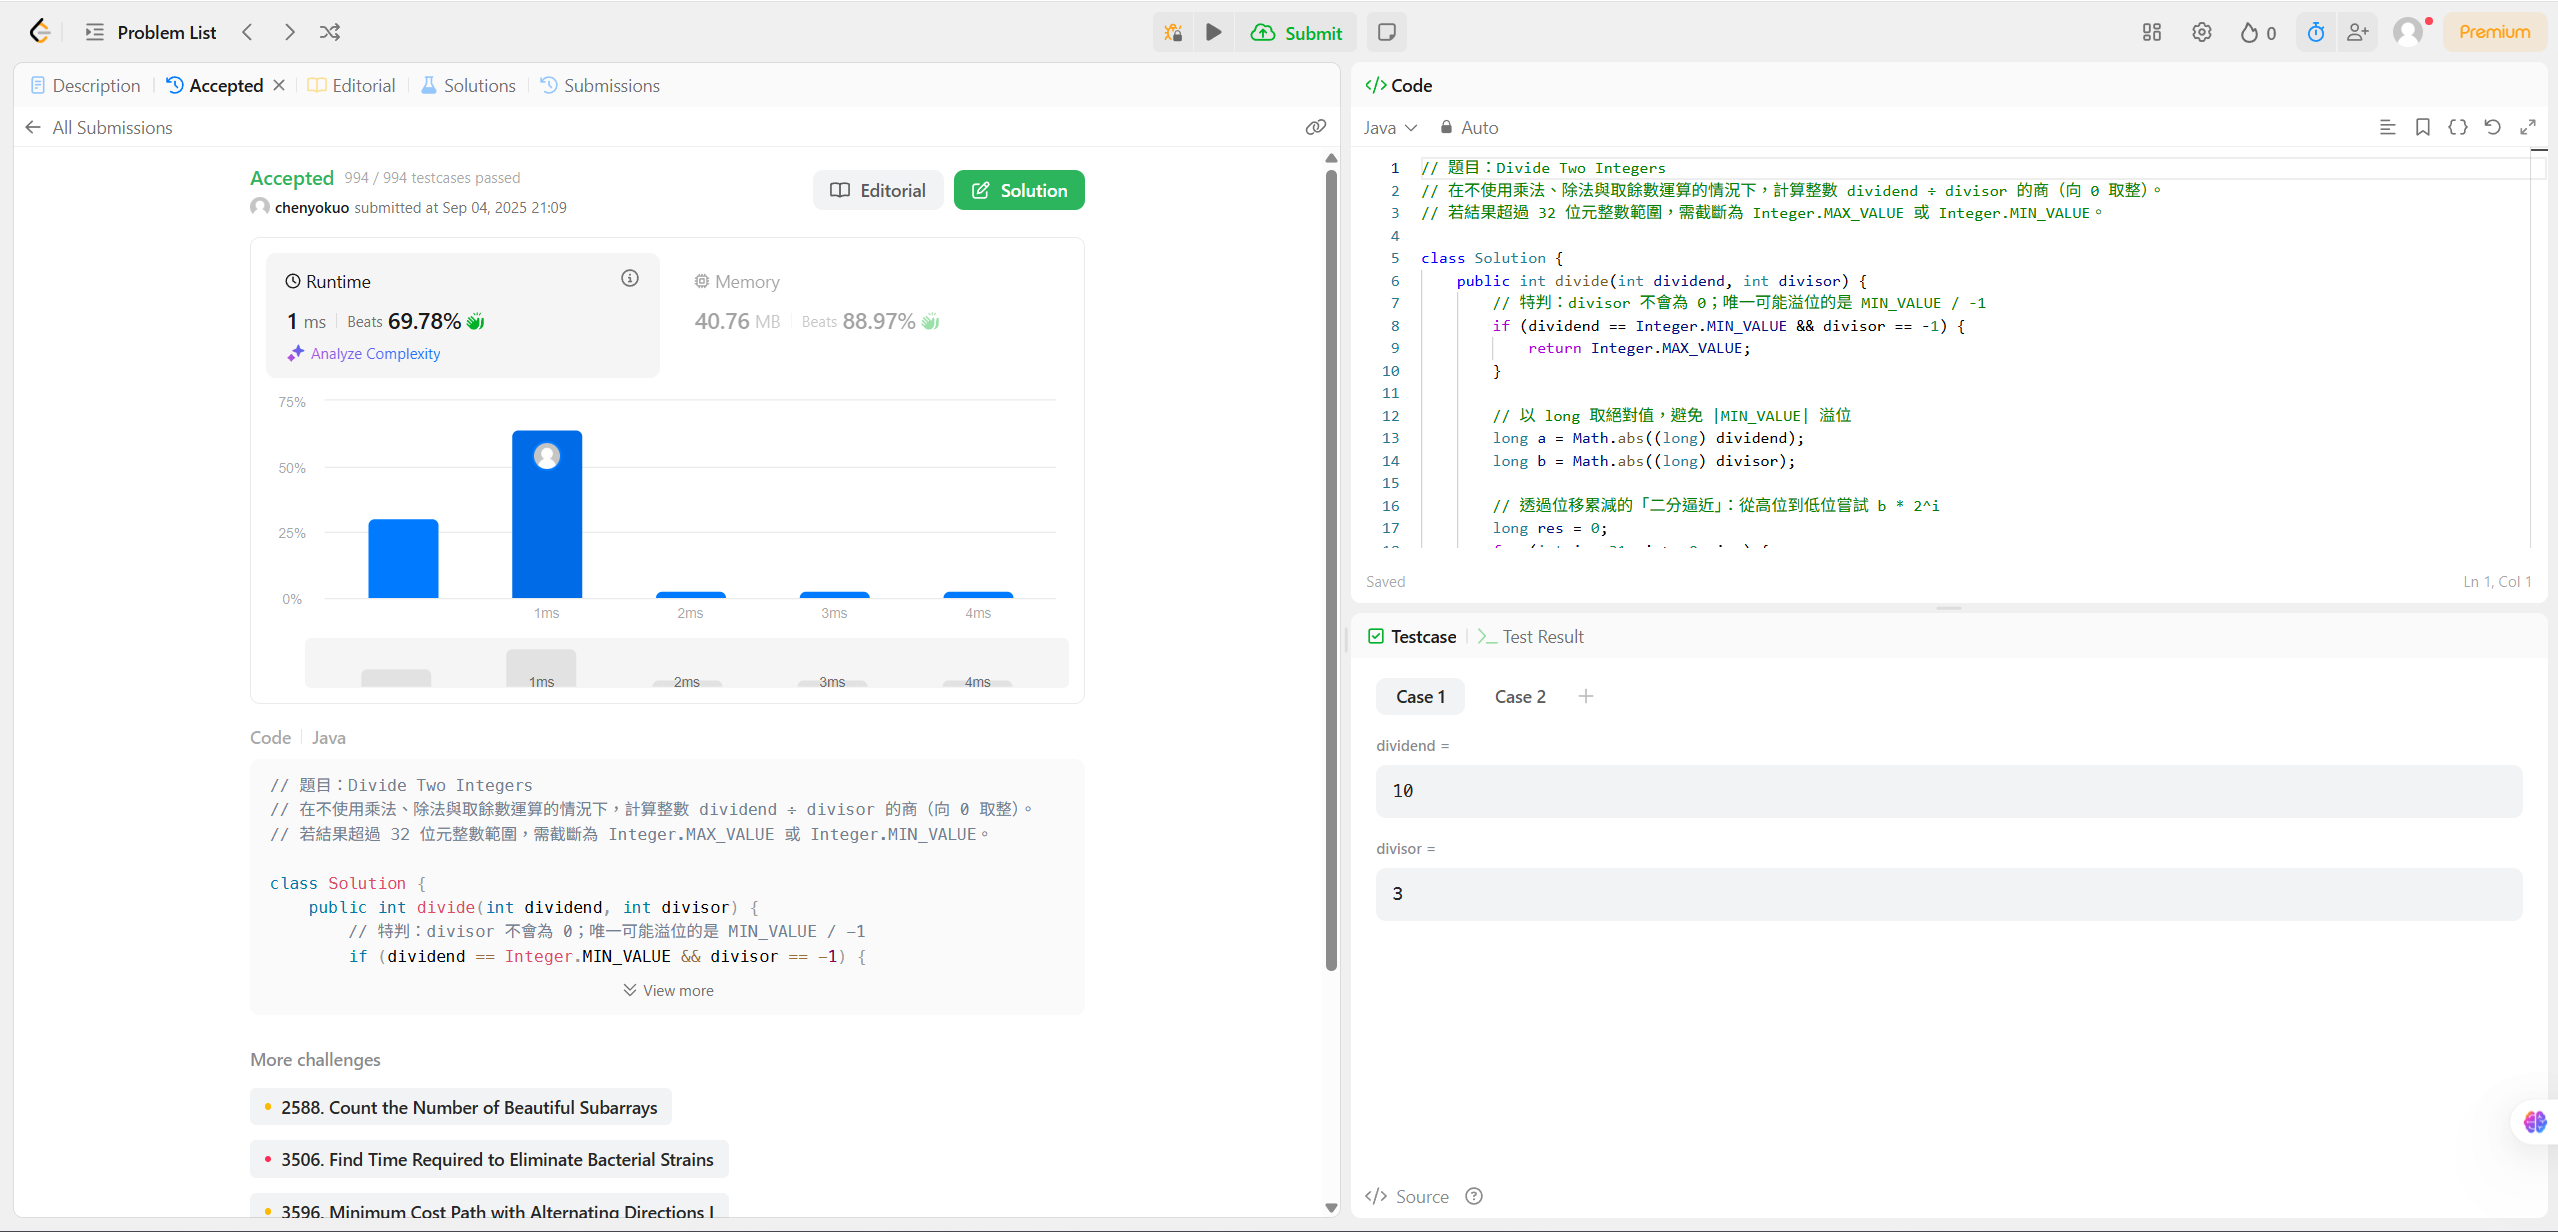 Problem List
Submit
0
Premium
Description
Accepted
Editorial
Solutions
Submissions
All Submissions
Accepted 994 / 994 testcases passed
chenyokuo submitted at Sep 04, 2025 21:09
Editorial
Solution
Runtime
1 ms Beats 69.78%
Analyze Complexity
Memory
40.76 MB Beats 88.97%
75%
50%
25%
0%
1ms 2ms 3ms 4ms
1ms 2ms 3ms 4ms
Code Java
// 題目：Divide Two Integers
// 在不使用乘法、除法與取餘數運算的情況下，計算整數 dividend ÷ divisor 的商（向 0 取整）。
// 若結果超過 32 位元整數範圍，需截斷為 Integer.MAX_VALUE 或 Integer.MIN_VALUE。
class Solution {
public int divide(int dividend, int divisor) {
// 特判：divisor 不會為 0；唯一可能溢位的是 MIN_VALUE / -1
if (dividend == Integer.MIN_VALUE && divisor == -1) {
View more
More challenges
2588. Count the Number of Beautiful Subarrays
3506. Find Time Required to Eliminate Bacterial Strains
3596. Minimum Cost Path with Alternating Directions I
Code
Java Auto
1 // 題目：Divide Two Integers
2 // 在不使用乘法、除法與取餘數運算的情況下，計算整數 dividend ÷ divisor 的商（向 0 取整）。
3 // 若結果超過 32 位元整數範圍，需截斷為 Integer.MAX_VALUE 或 Integer.MIN_VALUE。
4
5 class Solution {
6 public int divide(int dividend, int divisor) {
7 // 特判：divisor 不會為 0；唯一可能溢位的是 MIN_VALUE / -1
8 if (dividend == Integer.MIN_VALUE && divisor == -1) {
9 return Integer.MAX_VALUE;
10 }
11
12 // 以 long 取絕對值，避免 |MIN_VALUE| 溢位
13 long a = Math.abs((long) dividend);
14 long b = Math.abs((long) divisor);
15
16 // 透過位移累減的「二分逼近」：從高位到低位嘗試 b * 2^i
17 long res = 0;
Saved
Ln 1, Col 1
Testcase
Test Result
Case 1
Case 2
dividend =
10
divisor =
3
Source